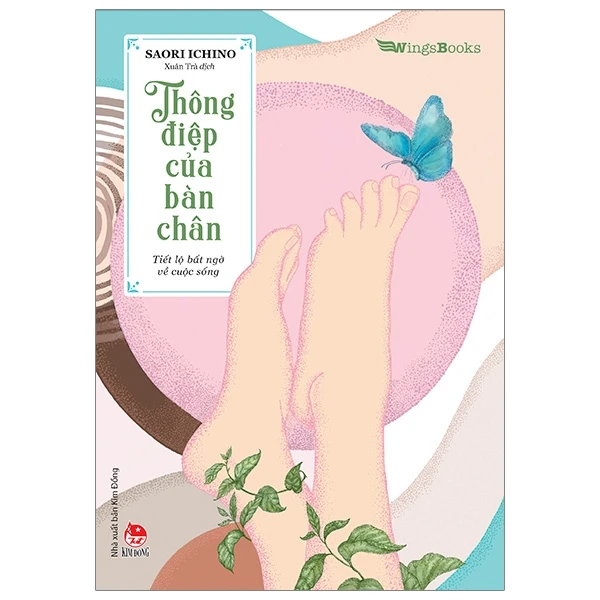 SAORI ICHINO
Xuân Trà dịch
WingsBooks
Thông
điệp
của
bàn
chân
Tiết lộ bất ngờ
về cuộc sống
Nhà xuất bản Kim Đồng
KIM ĐỒNG